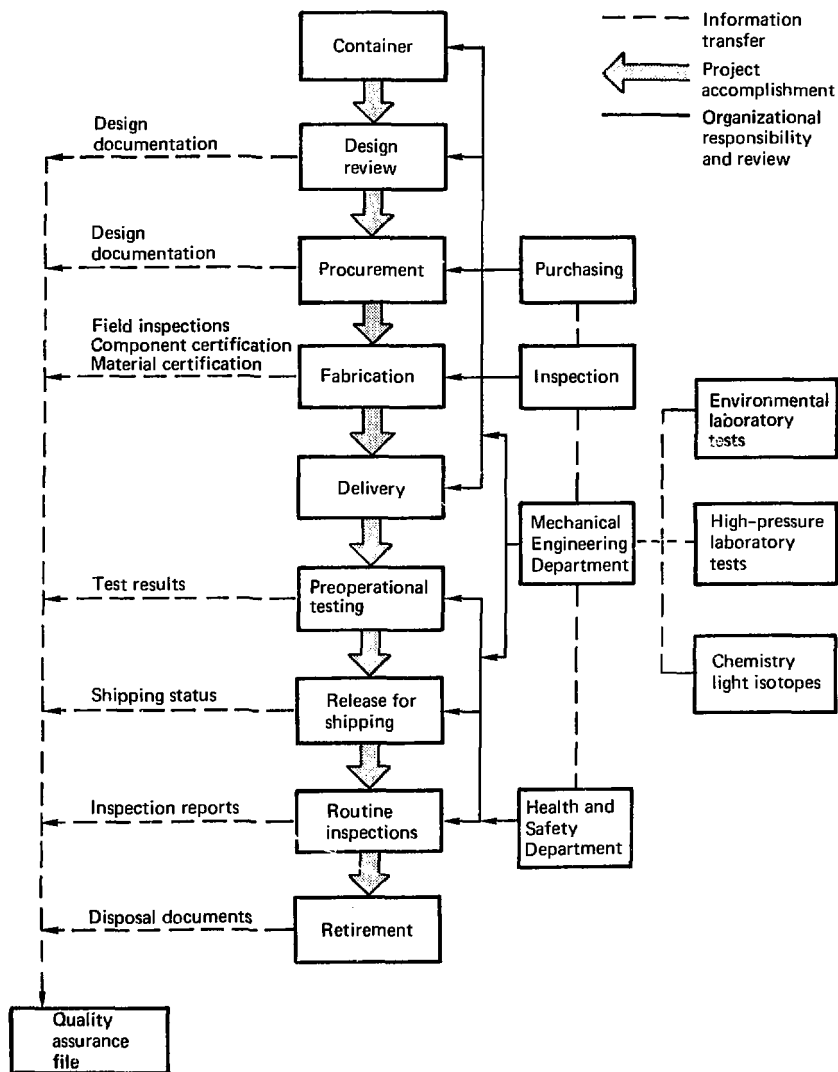 Information
transfer
Project
accomplishment
Organizational
responsibility
and review
Container
Design
documentation
Design
review
Design
documentation
Procurement
Purchasing
Field inspections
Component certification
Material certification
Fabrication
Inspection
Environmental
laboratory
tests
Delivery
Mechanical
Engineering
Department
High-pressure
laboratory
tests
Test results
Preoperational
testing
Chemistry
light isotopes
Shipping status
Release for
shipping
Inspection reports
Routine
inspections
Health and
Safety
Department
Disposal documents
Retirement
Quality
assurance
file